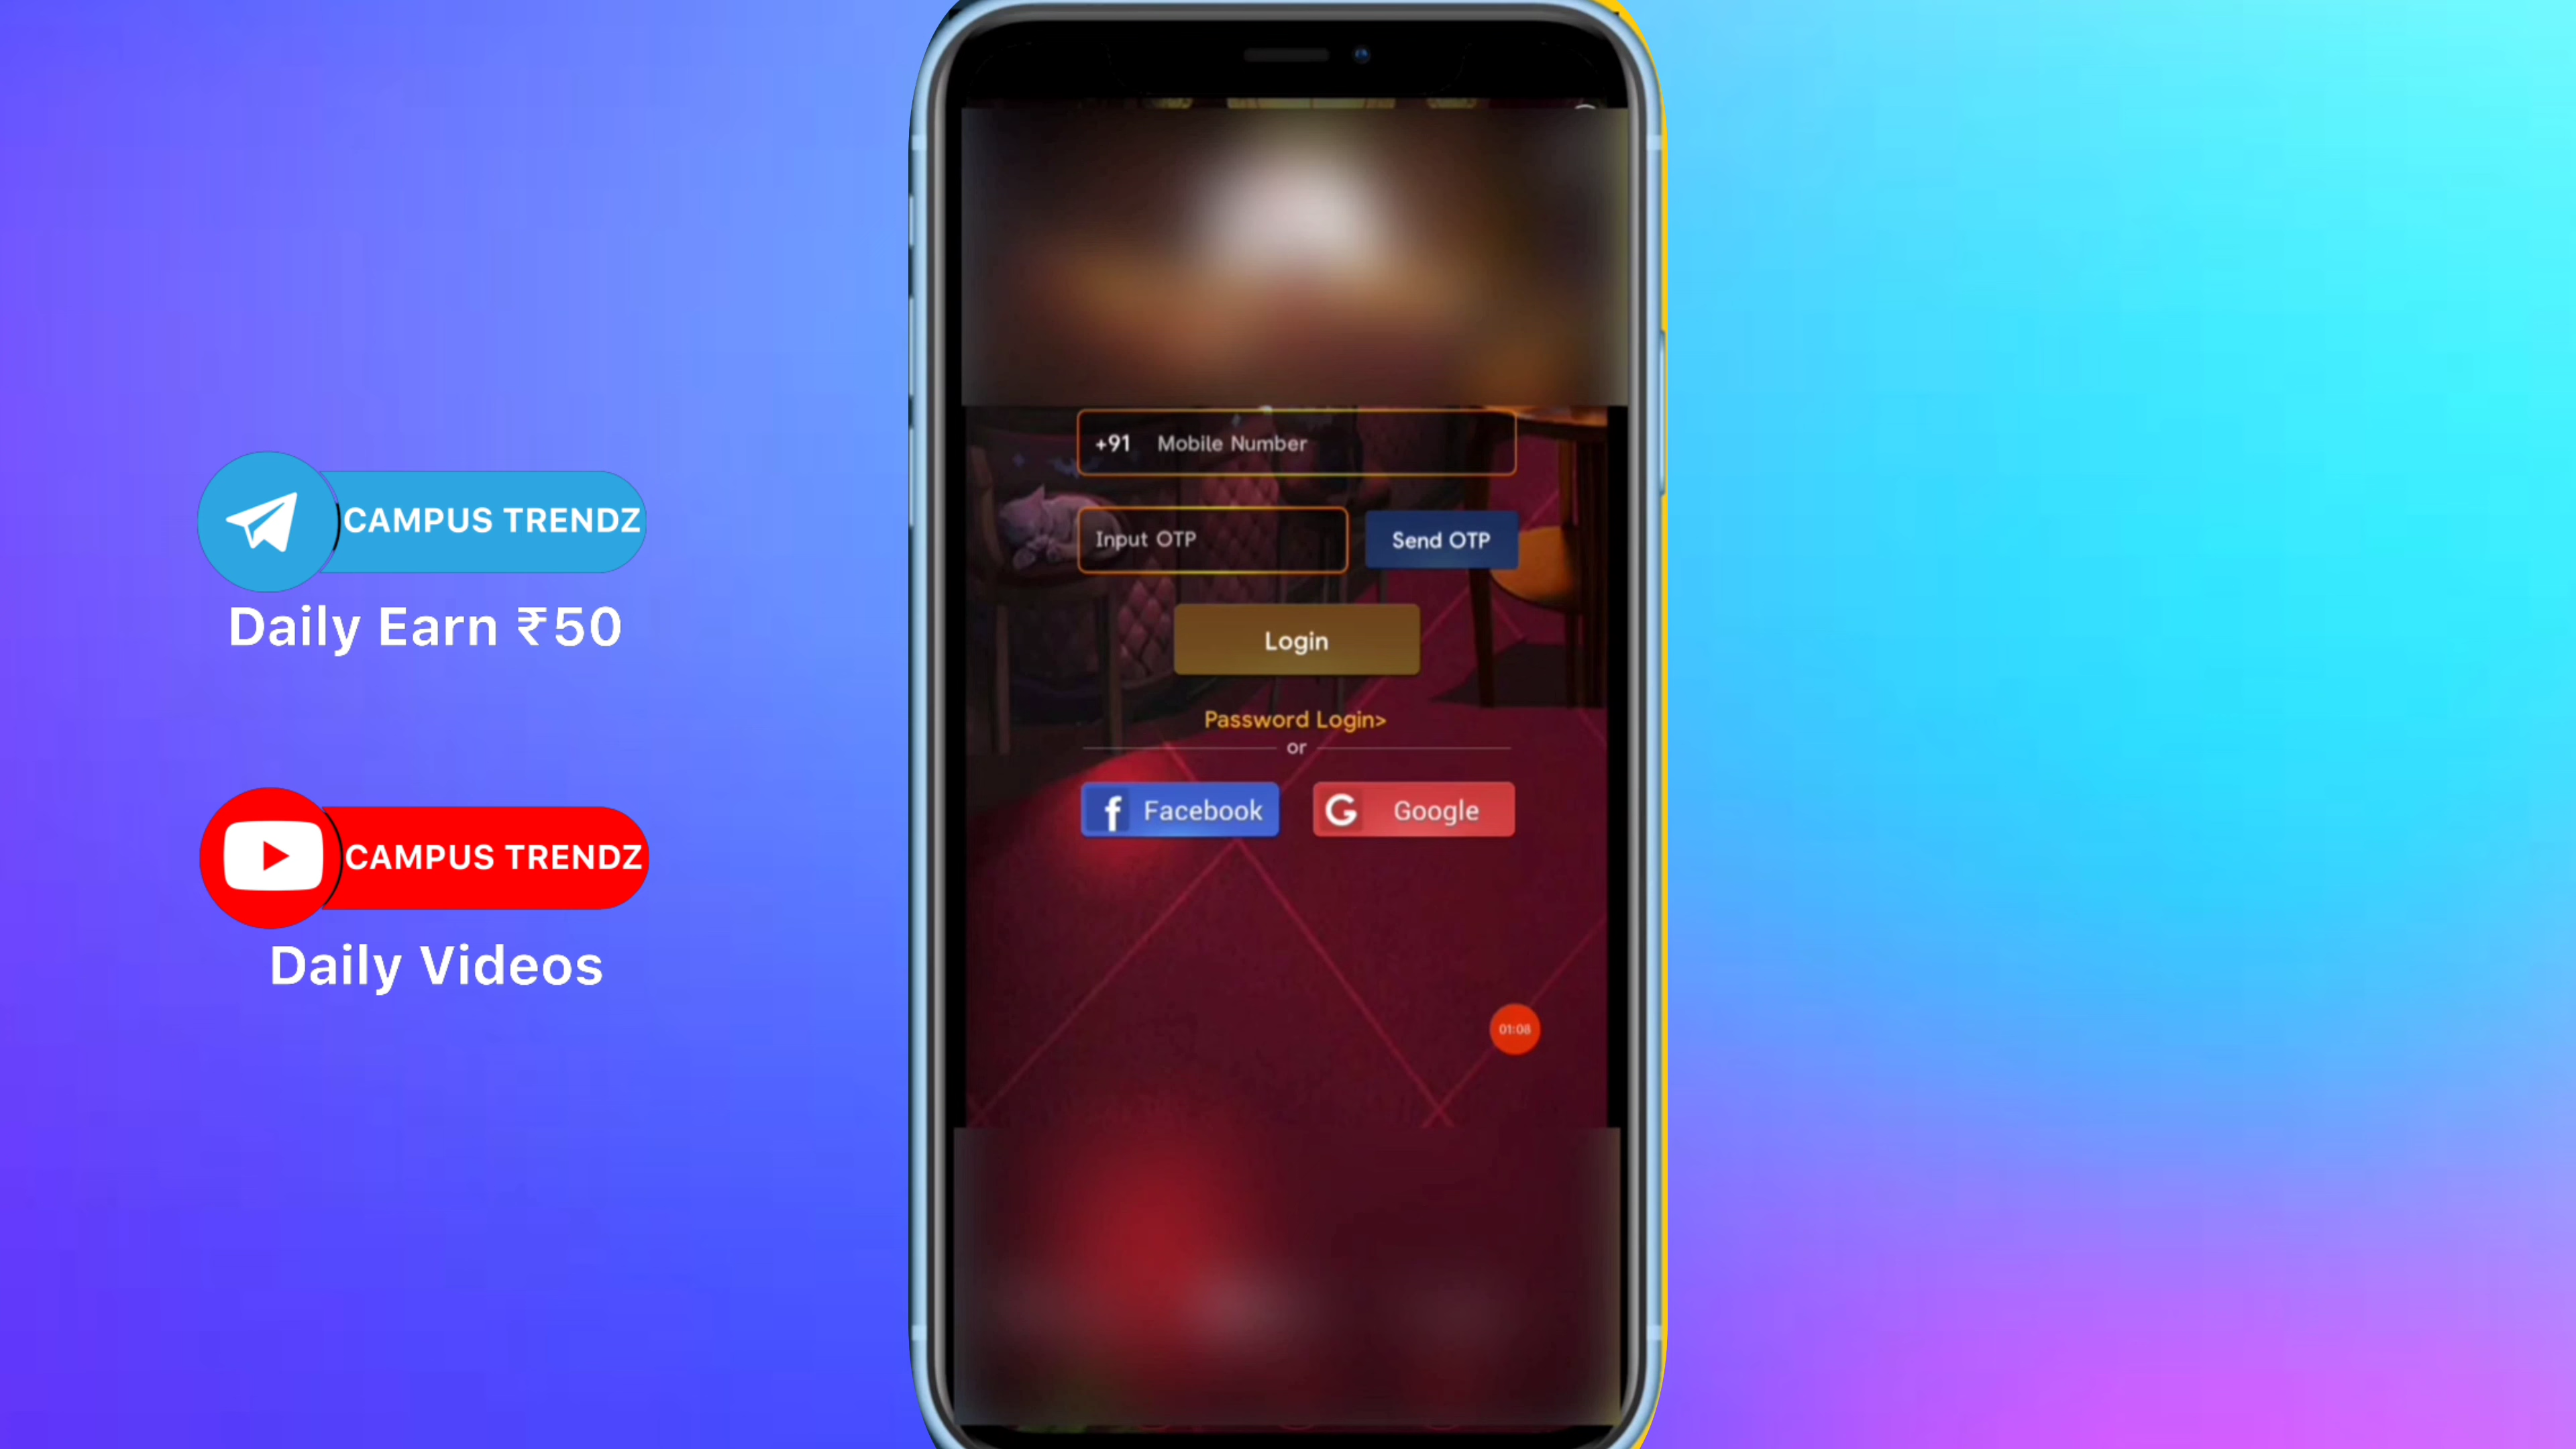 CAMPUS TRENDZ
Daily Earn ₹50
CAMPUS TRENDZ
Daily Videos
+91 Mobile Number
Input OTP
Send OTP
Login
Password Login>
or
f Facebook
G Google
01:08